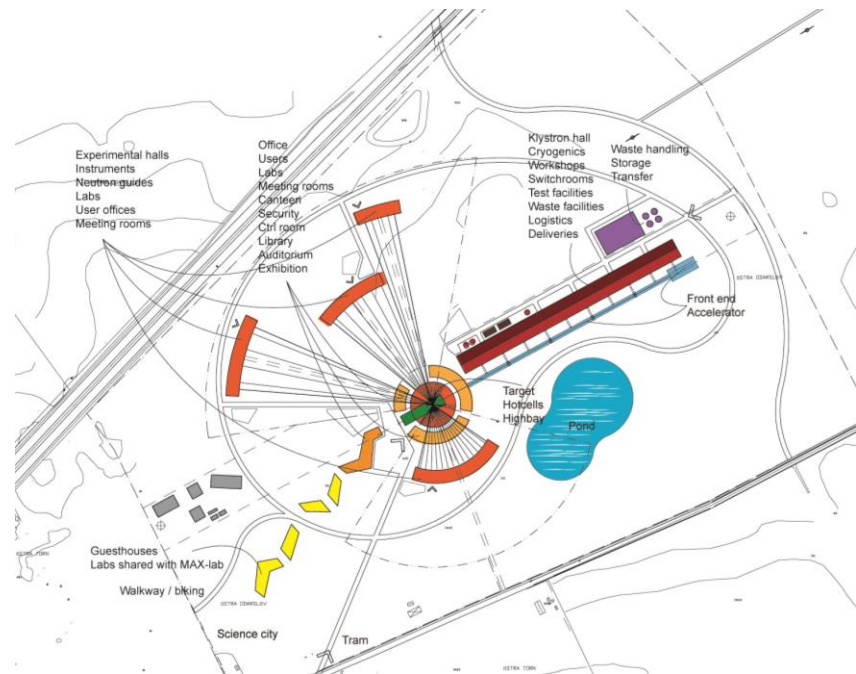 Experimental halls
Instruments
Neutron guides
Labs
User offices
Meeting rooms
Office
Users
Labs
Meeting rooms
Canteen
Security
Ctrl room
Library
Auditorium
Exhibition
Klystron hall
Cryogenics
Workshops
Switchrooms
Test facilities
Waste facilities
Logistics
Deliveries
Waste handling
Storage
Transfer
Front end
Accelerator
Target
Hotcells
Highbay
Pond
Guesthouses
Labs shared with MAX-lab
Walkway / biking
Science city
Tram